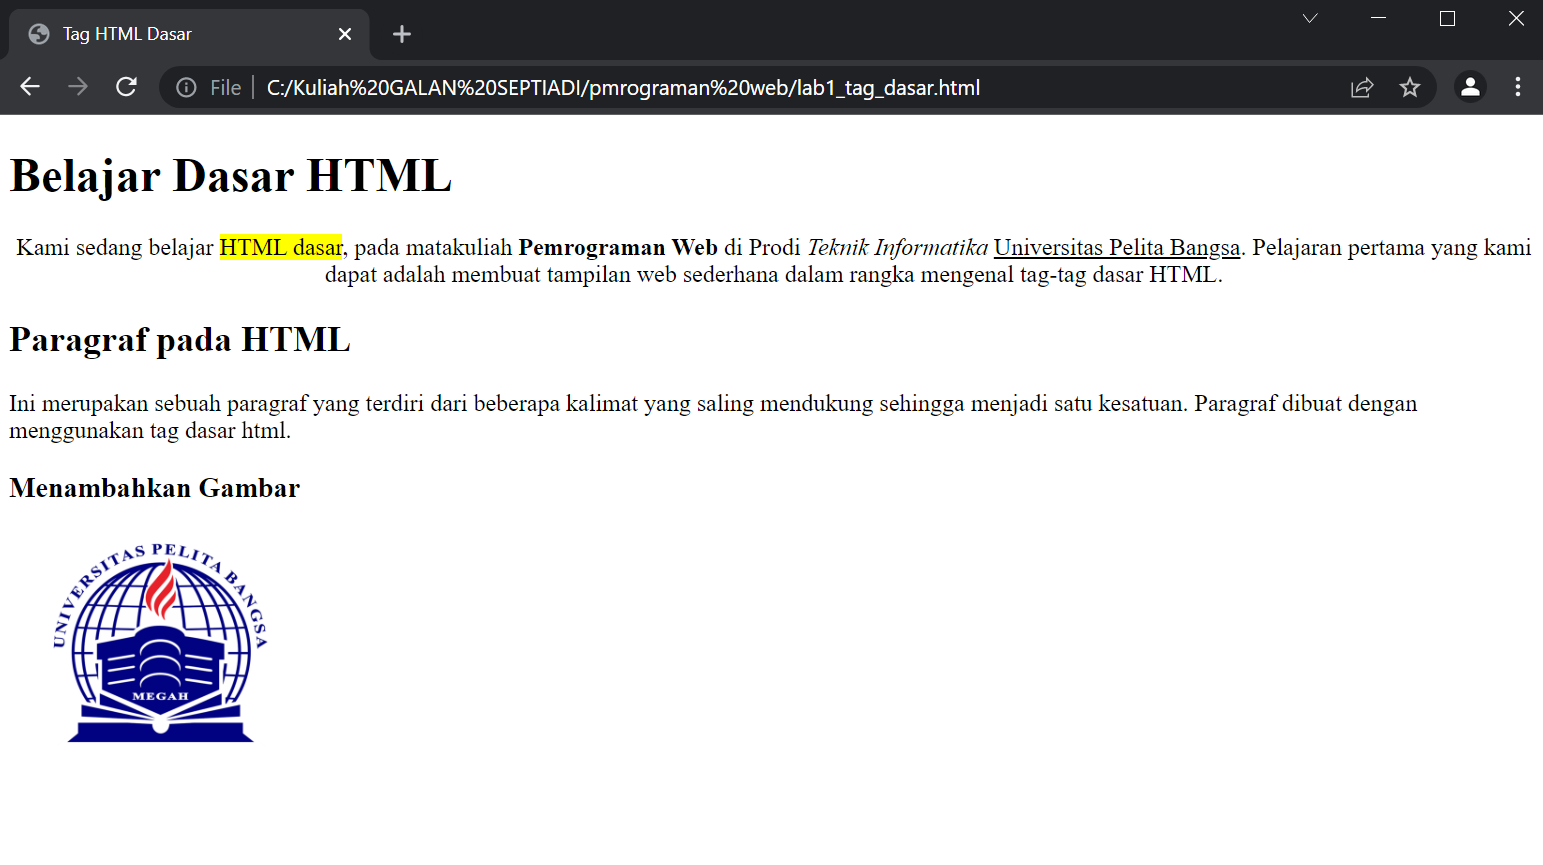 Tag HTML Dasar
File C:/Kuliah%20GALAN%20SEPTIADI/pmrograman%20web/lab1_tag_dasar.html
Belajar Dasar HTML
Kami sedang belajar HTML dasar, pada matakuliah Pemrograman Web di Prodi Teknik Informatika Universitas Pelita Bangsa. Pelajaran pertama yang kami
dapat adalah membuat tampilan web sederhana dalam rangka mengenal tag-tag dasar HTML.
Paragraf pada HTML
Ini merupakan sebuah paragraf yang terdiri dari beberapa kalimat yang saling mendukung sehingga menjadi satu kesatuan. Paragraf dibuat dengan
menggunakan tag dasar html.
Menambahkan Gambar
UNIVERSITAS PELITA BANGSA
MEGAH